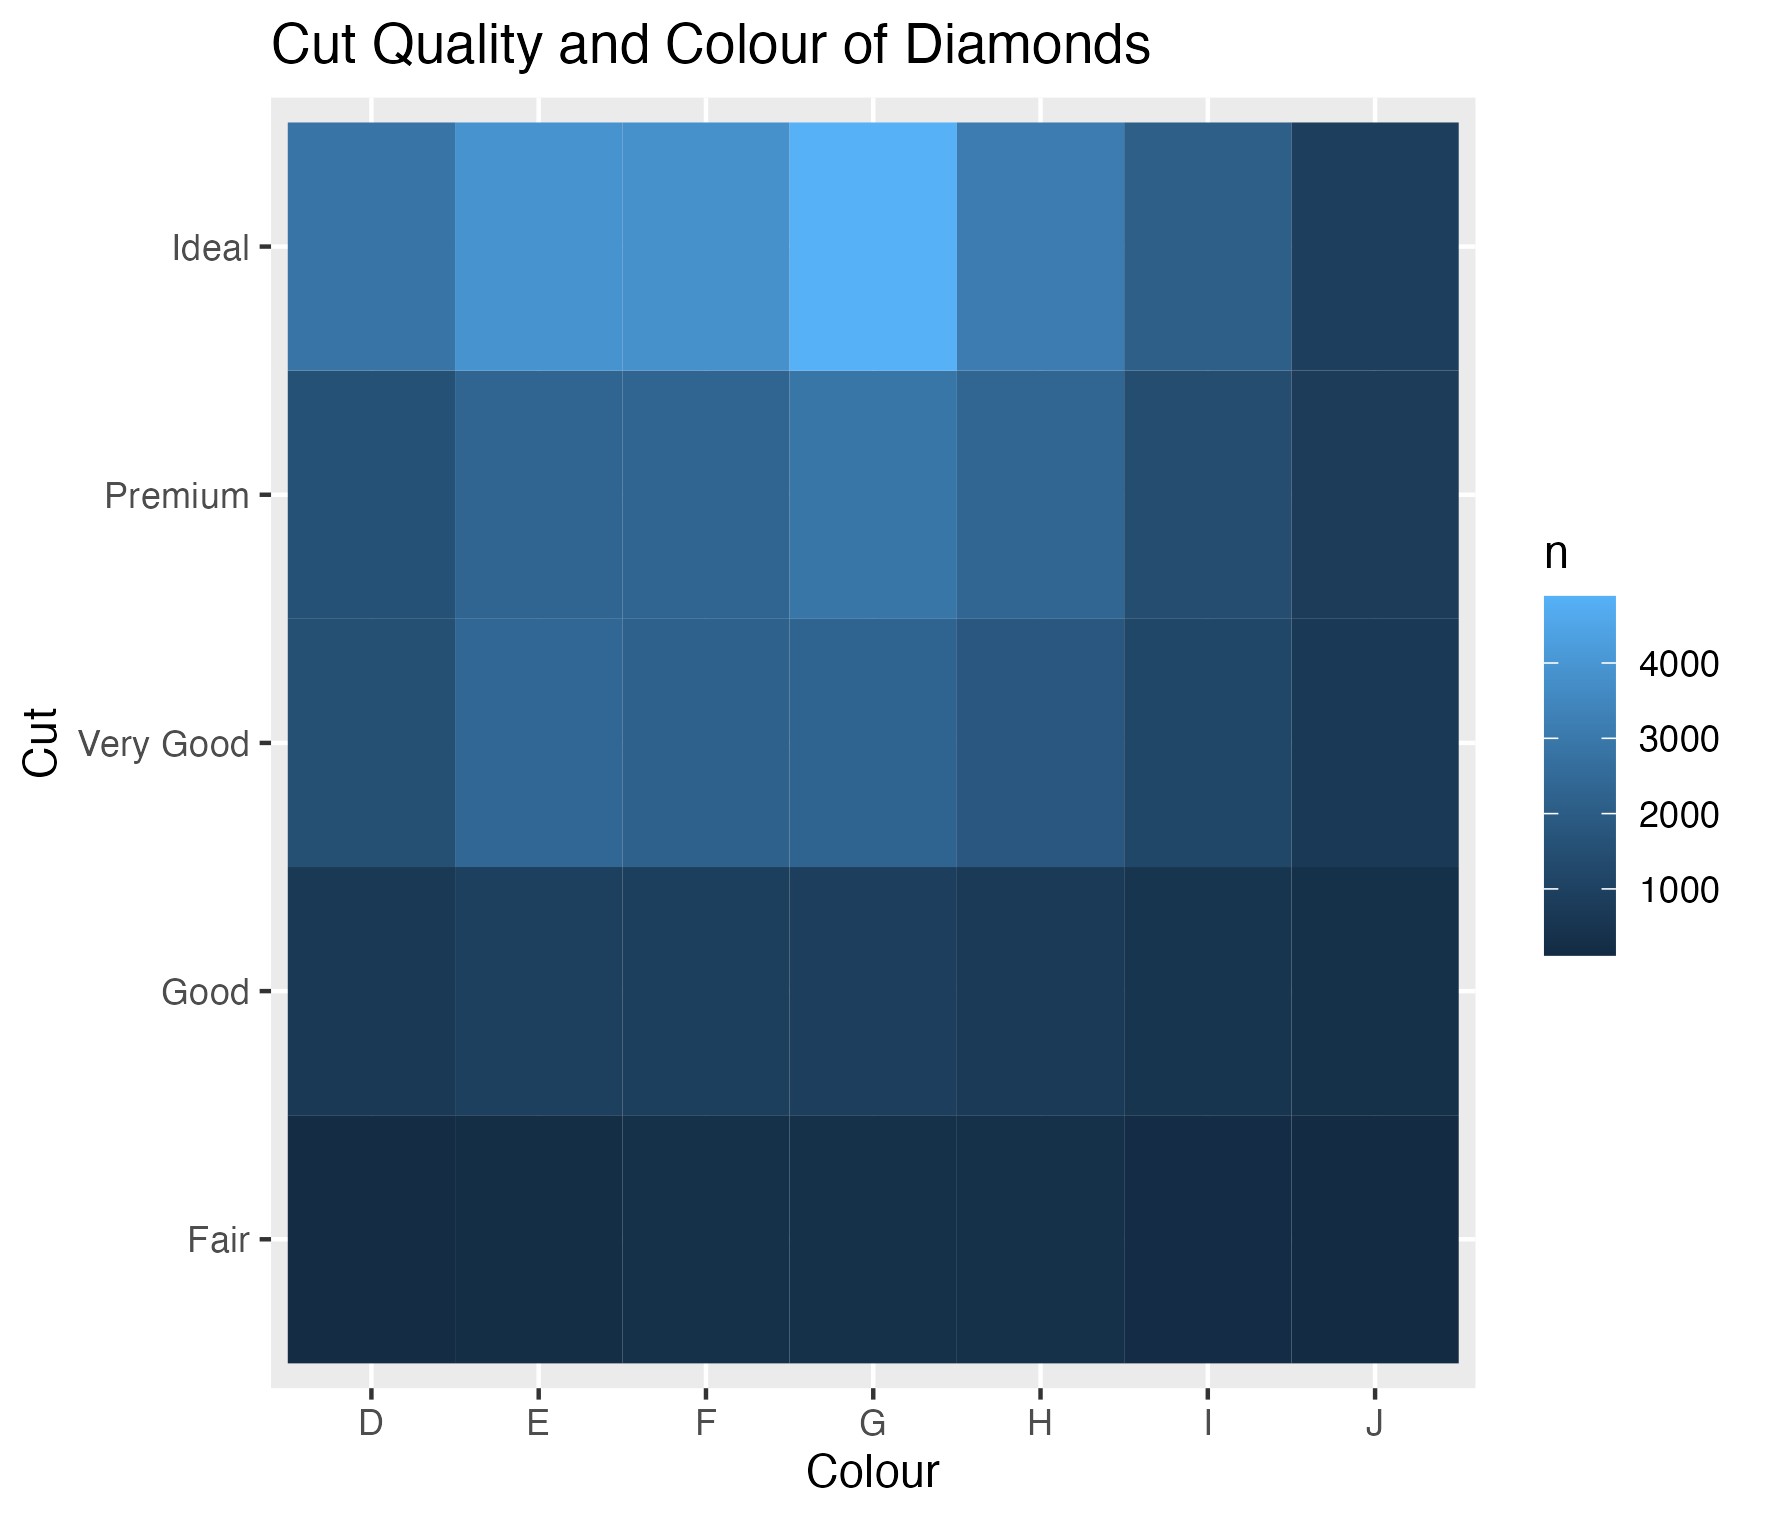 Cut Quality and Colour of Diamonds
Cut
Ideal
Premium
Very Good
Good
Fair
D E F G H I J
Colour
n
4000
3000
2000
1000